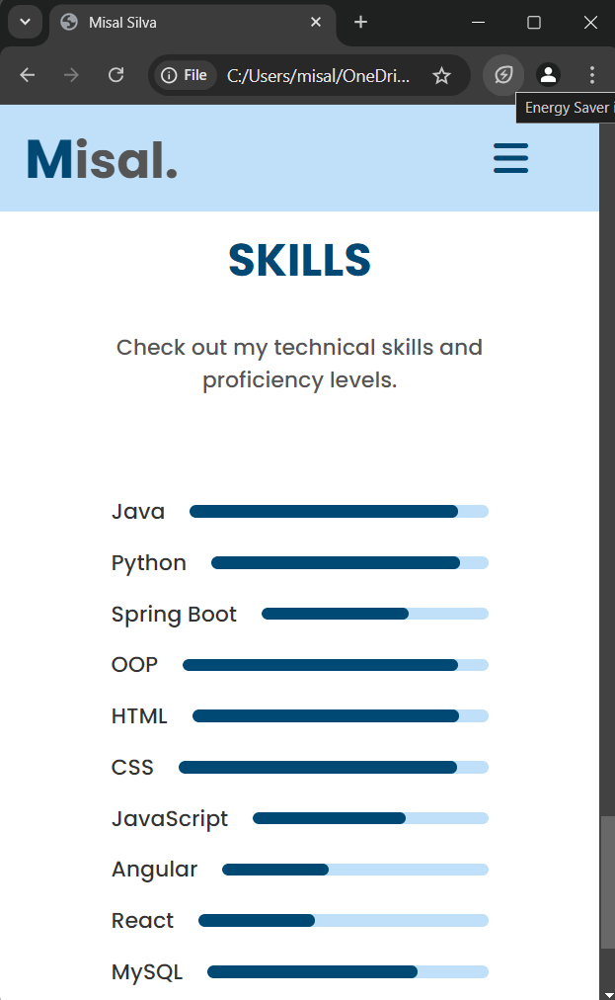 Misal Silva
File C:/Users/misal/OneDri...
Energy Saver i
Misal.
SKILLS
Check out my technical skills and
proficiency levels.
Java
Python
Spring Boot
OOP
HTML
CSS
JavaScript
Angular
React
MySQL